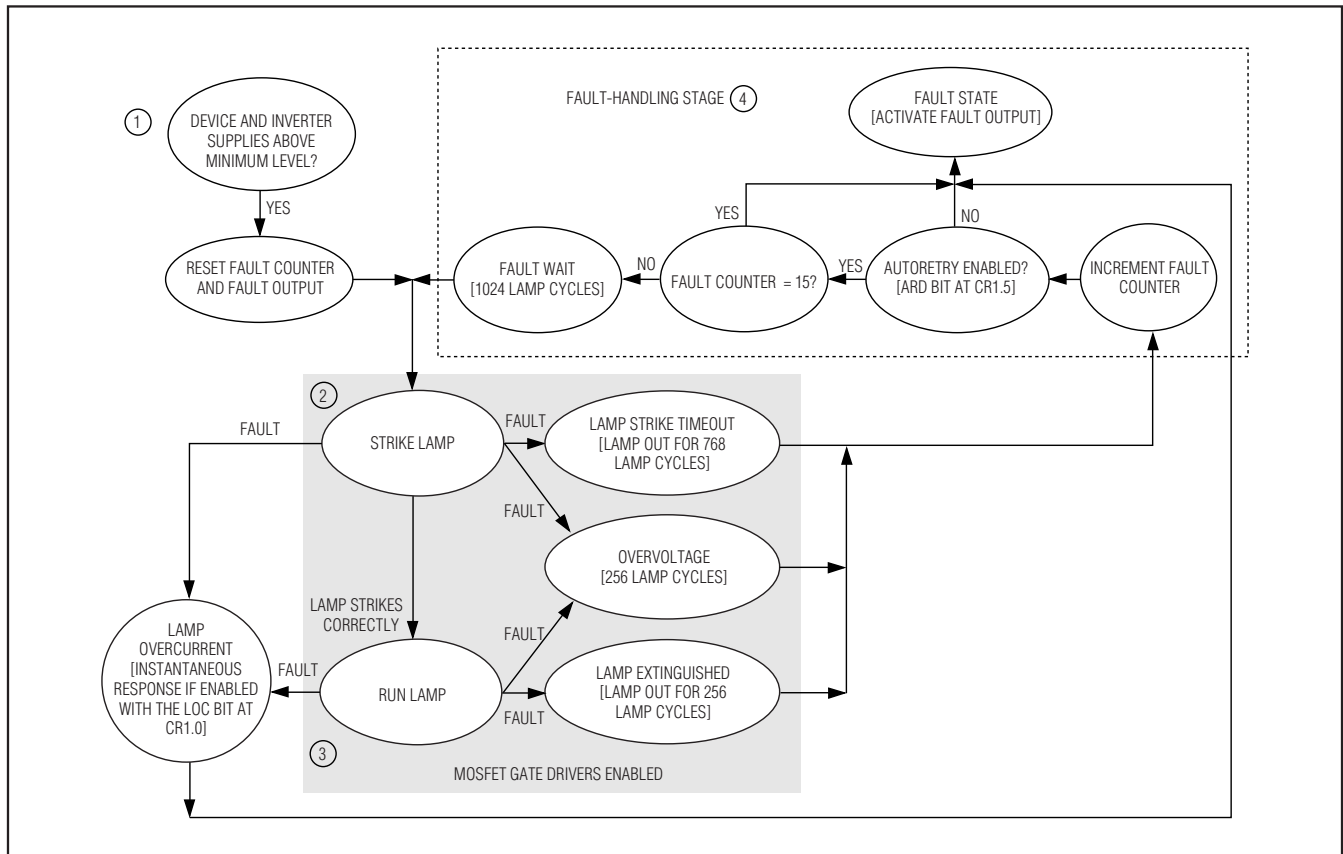 FAULT-HANDLING STAGE
4
FAULT STATE
[ACTIVATE FAULT OUTPUT]
1
DEVICE AND INVERTER
SUPPLIES ABOVE
MINIMUM LEVEL?
YES
YES
NO
RESET FAULT COUNTER
AND FAULT OUTPUT
FAULT WAIT
[1024 LAMP CYCLES]
NO
FAULT COUNTER = 15?
YES
AUTORETRY ENABLED?
[ARD BIT AT CR1.5]
INCREMENT FAULT
COUNTER
2
FAULT
STRIKE LAMP
FAULT
LAMP STRIKE TIMEOUT
[LAMP OUT FOR 768
LAMP CYCLES]
FAULT
OVERVOLTAGE
[256 LAMP CYCLES]
LAMP STRIKES
CORRECTLY
FAULT
LAMP
OVERCURRENT
[INSTANTANEOUS
RESPONSE IF ENABLED
WITH THE LOC BIT AT
CR1.0]
FAULT
RUN LAMP
FAULT
LAMP EXTINGUISHED
[LAMP OUT FOR 256
LAMP CYCLES]
3
MOSFET GATE DRIVERS ENABLED